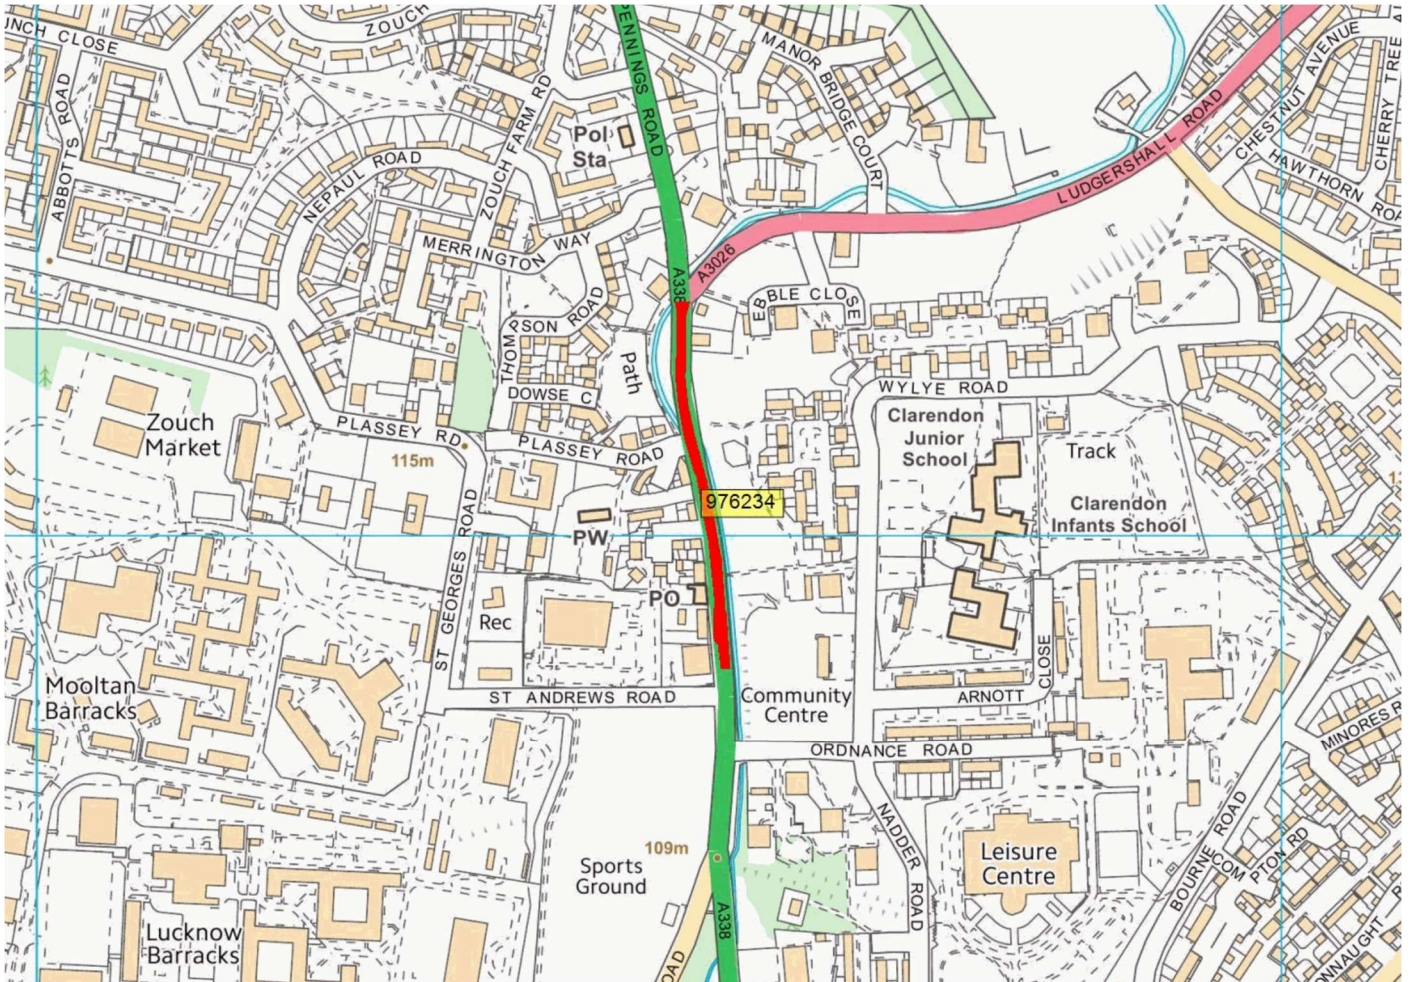 UNCH CLOSE
ZOUCH
PENNINGS ROAD
MANOR BRIDGE COURT
CHESTNUT AVENUE
CHERRY TREE
HAWTHORN ROA
LUDGERSHALL ROAD
ABBOTTS ROAD
NEPAUL ROAD
ZOUCH FARM RD
Pol
Sta
MERRINGTON WAY
A3026
A338
EBBLE CLOSE
THOMPSON ROAD
Path
DOWSE C
WYLYE ROAD
Zouch
Market
PLASSEY RD
PLASSEY ROAD
115m
Clarendon
Junior
School
Track
Clarendon
Infants School
976234
ST GEORGES ROAD
PW
PO
Rec
Mooltan
Barracks
ST ANDREWS ROAD
Community
Centre
ARNOTT CLOSE
ORDNANCE ROAD
MINORES R
NADDER ROAD
BOURNE ROAD
COMPTON RD
109m
Sports
Ground
Leisure
Centre
Lucknow
Barracks
A338
OAD
ONNAUGHT